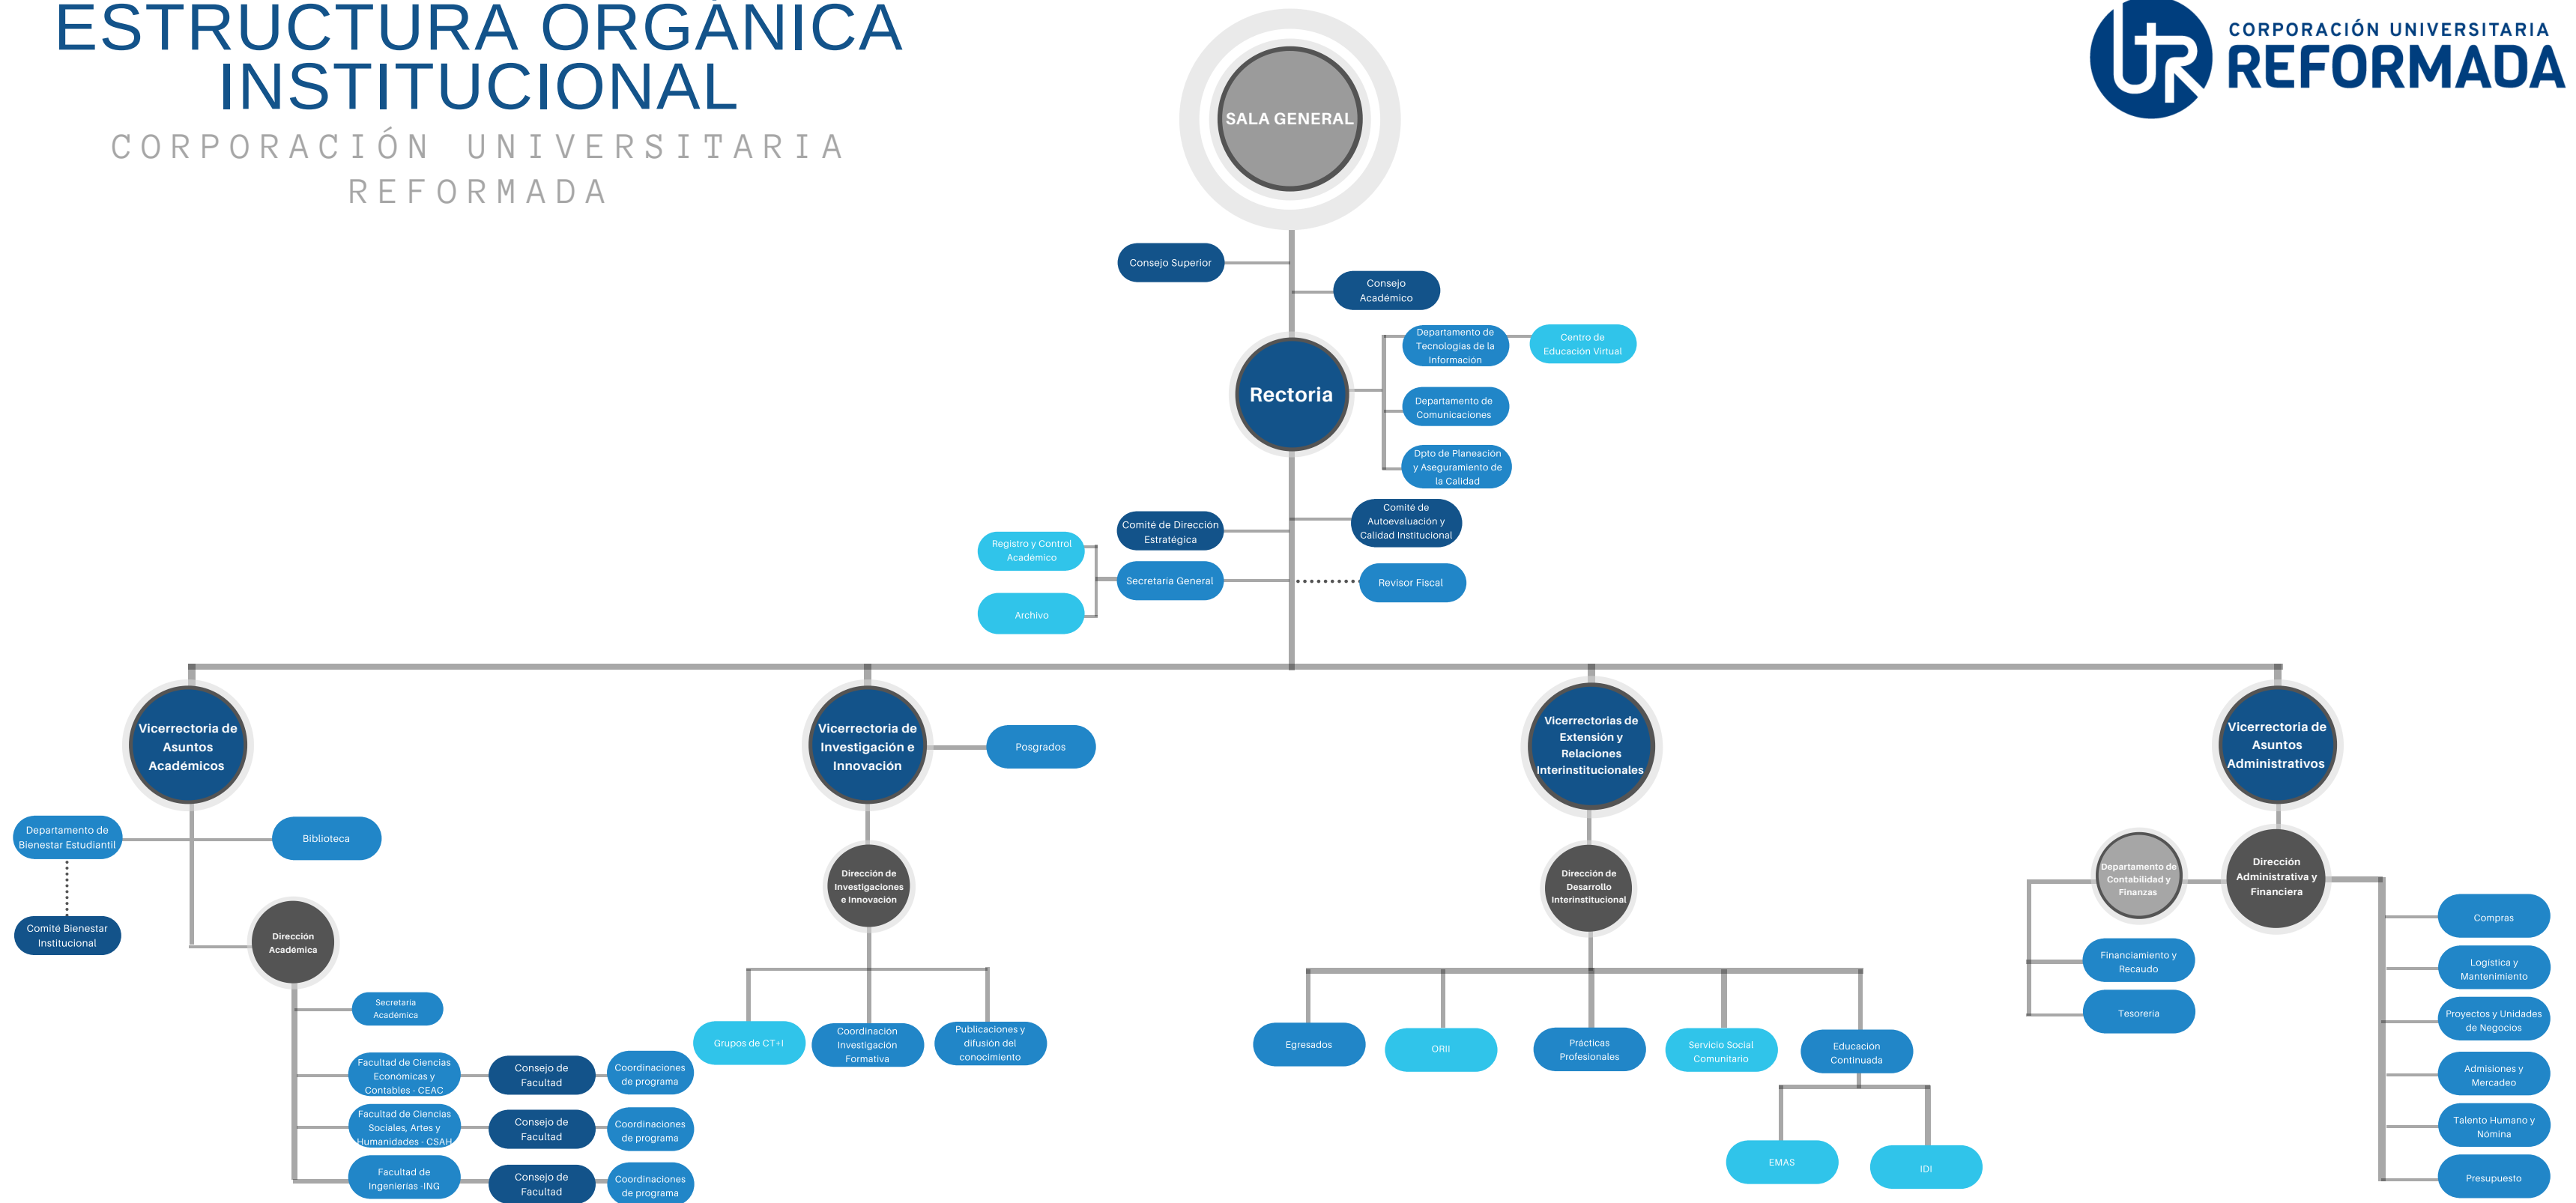 ESTRUCTURA ORGÁNICA
INSTITUCIONAL
CORPORACIÓN UNIVERSITARIA
REFORMADA
CORPORACIÓN UNIVERSITARIA
REFORMADA
SALA GENERAL
Consejo Superior
Consejo
Académico
Rectoria
Departamento de
Tecnologías de la
Información
Centro de
Educación Virtual
Departamento de
Comunicaciones
Dpto de Planeación
y Aseguramiento de
la Calidad
Comité de Dirección
Estratégica
Comité de
Autoevaluación y
Calidad Institucional
Registro y Control
Académico
Secretaría General
Revisor Fiscal
Archivo
Vicerrectoria de
Asuntos
Académicos
Departamento de
Bienestar Estudiantil
Biblioteca
Comité Bienestar
Institucional
Dirección
Académica
Secretaría
Académica
Facultad de Ciencias
Económicas y
Contables - CEAC
Consejo de
Facultad
Coordinaciones
de programa
Facultad de Ciencias
Sociales, Artes y
Humanidades - CSAH
Consejo de
Facultad
Coordinaciones
de programa
Facultad de
Ingenierías -ING
Consejo de
Facultad
Coordinaciones
de programa
Vicerrectoria de
Investigación e
Innovación
Posgrados
Dirección de
Investigaciones
e Innovación
Grupos de CT+I
Coordinación
Investigación
Formativa
Publicaciones y
difusión del
conocimiento
Vicerrectorias de
Extensión y
Relaciones
Interinstitucionales
Dirección de
Desarrollo
Interinstitucional
Egresados
ORII
Prácticas
Profesionales
Servicio Social
Comunitario
Educación
Continuada
EMAS
IDI
Vicerrectoria de
Asuntos
Administrativos
Departamento de
Contabilidad y
Finanzas
Dirección
Administrativa y
Financiera
Financiamiento y
Recaudo
Tesorería
Compras
Logística y
Mantenimiento
Proyectos y Unidades
de Negocios
Admisiones y
Mercadeo
Talento Humano y
Nómina
Presupuesto